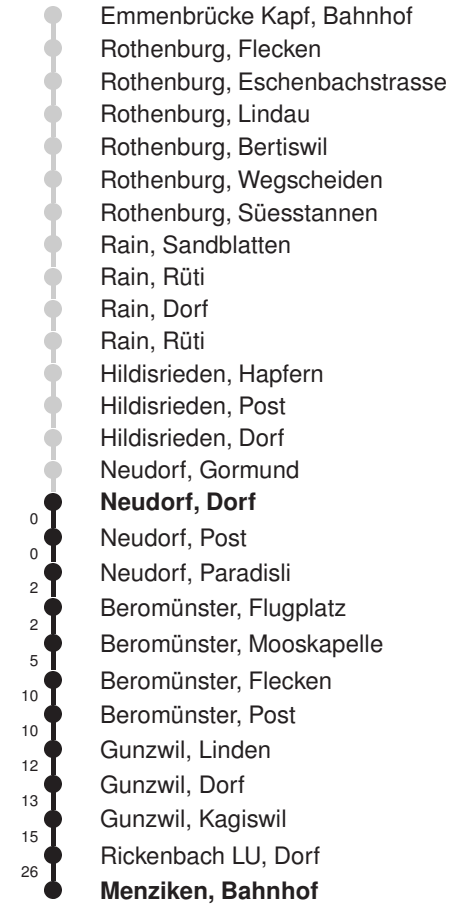 Emmenbrücke Kapf, Bahnhof
Rothenburg, Flecken
Rothenburg, Eschenbachstrasse
Rothenburg, Lindau
Rothenburg, Bertiswil
Rothenburg, Wegscheiden
Rothenburg, Süesstannen
Rain, Sandblatten
Rain, Rüti
Rain, Dorf
Rain, Rüti
Hildisrieden, Hapfern
Hildisrieden, Post
Hildisrieden, Dorf
Neudorf, Gormund
Neudorf, Dorf
0
Neudorf, Post
0
Neudorf, Paradisli
2
Beromünster, Flugplatz
2
Beromünster, Mooskapelle
5
Beromünster, Flecken
10
Beromünster, Post
10
Gunzwil, Linden
12
Gunzwil, Dorf
13
Gunzwil, Kagiswil
15
Rickenbach LU, Dorf
26
Menziken, Bahnhof